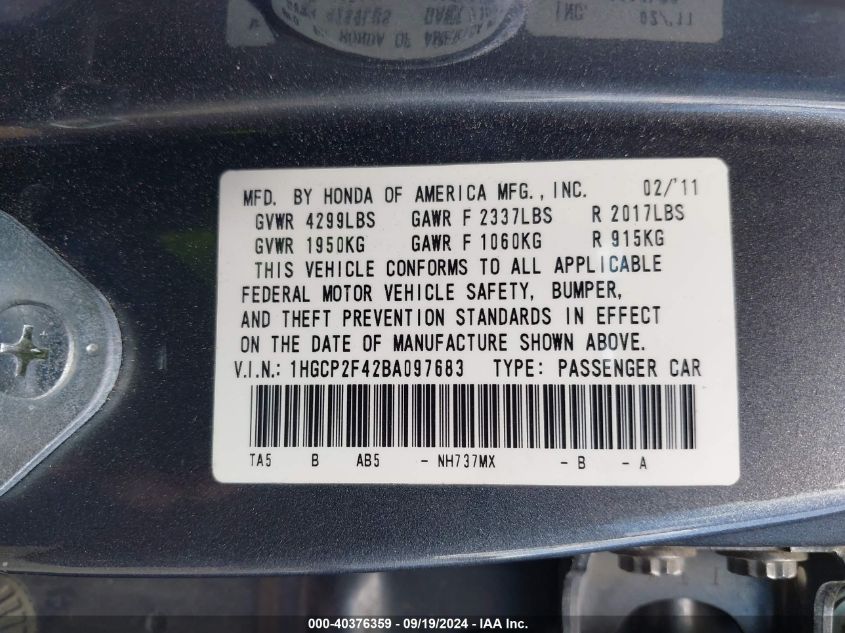 MFD. BY HONDA OF AMERICA MFG., INC. 02/'11
GVWR 4299LBS GAWR F 2337LBS R 2017LBS
GVWR 1950KG GAWR F 1060KG R 915KG
THIS VEHICLE CONFORMS TO ALL APPLICABLE
FEDERAL MOTOR VEHICLE SAFETY, BUMPER,
AND THEFT PREVENTION STANDARDS IN EFFECT
ON THE DATE OF MANUFACTURE SHOWN ABOVE.
V.I.N.: 1HGCP2F42BA097683 TYPE: PASSENGER CAR
TA5 B AB5 - NH737MX - B - A
000-40376359 - 09/19/2024 - IAA Inc.